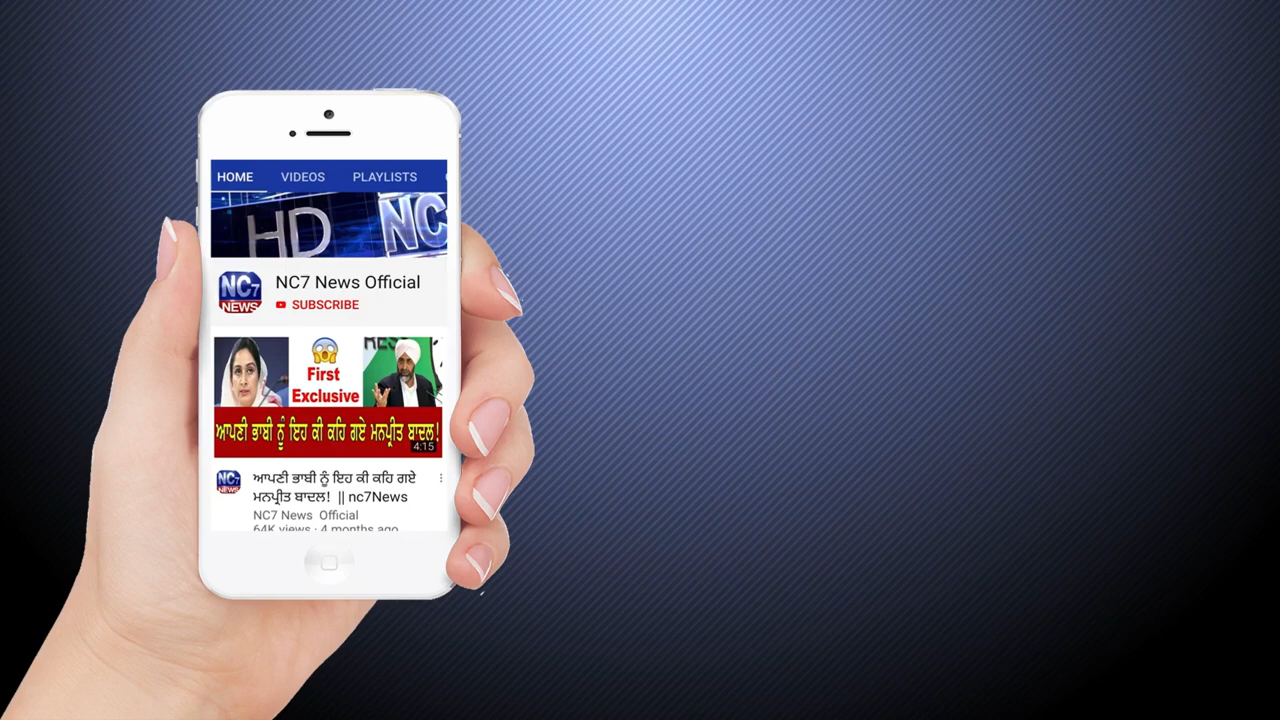 HOME VIDEOS PLAYLISTS
HD NC
NC7 NEWS
NC7 News Official
SUBSCRIBE
RES
First
Exclusive
ਆਪਣੀ ਭਾਬੀ ਨੂੰ ਇਹ ਕੀ ਕਹਿ ਗਏ ਮਨਪ੍ਰੀਤ ਬਾਦਲ!
4:15
NC7 NEWS
ਆਪਣੀ ਭਾਬੀ ਨੂੰ ਇਹ ਕੀ ਕਹਿ ਗਏ
ਮਨਪ੍ਰੀਤ ਬਾਦਲ! || nc7News
NC7 News Official
64K views · 4 months ago